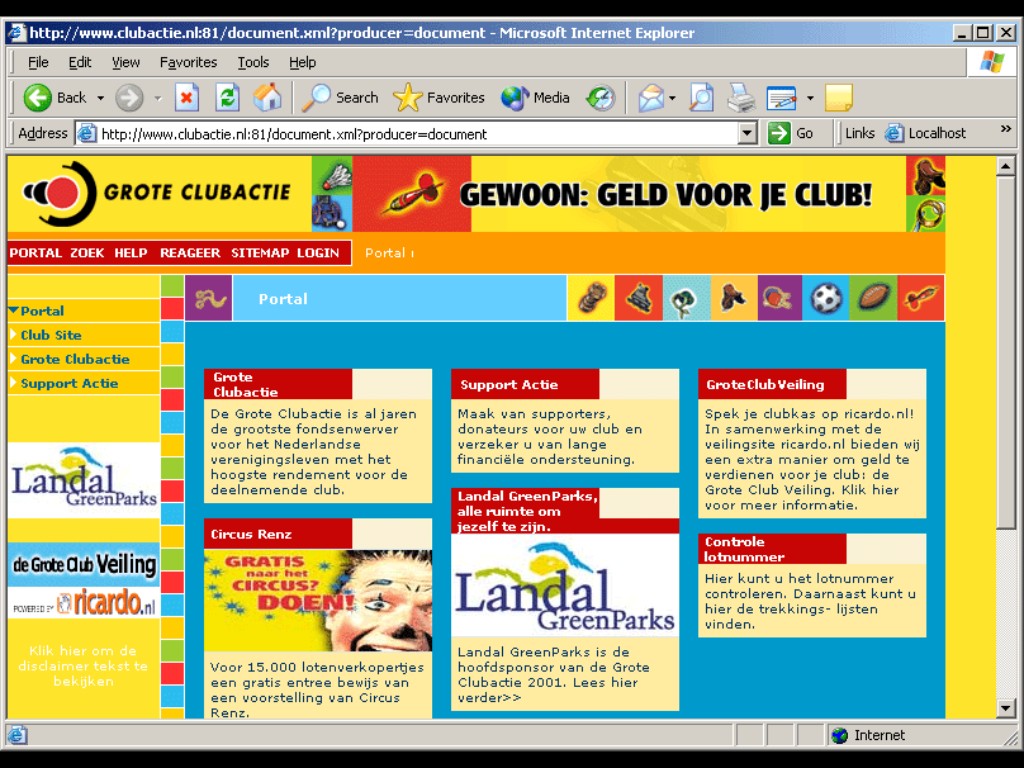 http://www.clubactie.nl:81/document.xml?producer=document - Microsoft Internet Explorer
File Edit View Favorites Tools Help
Back Search Favorites Media
Address http://www.clubactie.nl:81/document.xml?producer=document Go Links Localhost »
GROTE CLUBACTIE
GEWOON: GELD VOOR JE CLUB!
PORTAL ZOEK HELP REAGEER SITEMAP LOGIN
Portal
Portal
Club Site
Grote Clubactie
Support Actie
Landal
GreenParks
de Grote Club Veiling
POWERED BY ricardo.nl
Klik hier om de
disclaimer tekst te
bekijken
Portal
Grote
Clubactie
De Grote Clubactie is al jaren
de grootste fondsenwerver
voor het Nederlandse
verenigingsleven met het
hoogste rendement voor de
deelnemende club.
Circus Renz
GRATIS
naar het
CIRCUS?
DOEN!
Voor 15.000 lotenverkopertjes
een gratis entree bewijs van
een voorstelling van Circus
Renz.
Support Actie
Maak van supporters,
donateurs voor uw club en
verzeker u van lange
financiële ondersteuning.
Landal GreenParks,
alle ruimte om
jezelf te zijn.
Landal
GreenParks
Landal GreenParks is de
hoofdsponsor van de Grote
Clubactie 2001. Lees hier
verder>>
GroteClubVeiling
Spek je clubkas op ricardo.nl!
In samenwerking met de
veilingsite ricardo.nl bieden wij
een extra manier om geld te
verdienen voor je club: de
Grote Club Veiling. Klik hier
voor meer informatie.
Controle
lotnummer
Hier kunt u het lotnummer
controleren. Daarnaast kunt u
hier de trekkings- lijsten
vinden.
Internet